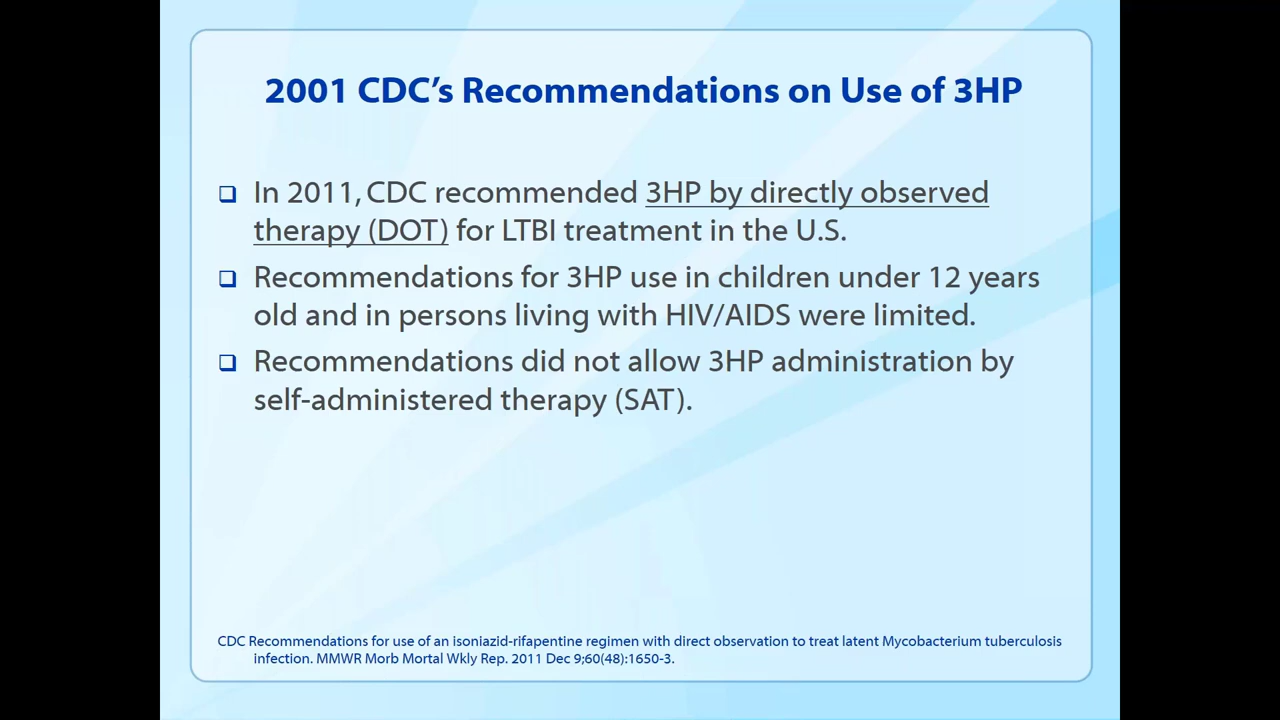 2001 CDC’s Recommendations on Use of 3HP
In 2011, CDC recommended 3HP by directly observed
therapy (DOT) for LTBI treatment in the U.S.
Recommendations for 3HP use in children under 12 years
old and in persons living with HIV/AIDS were limited.
Recommendations did not allow 3HP administration by
self-administered therapy (SAT).
CDC Recommendations for use of an isoniazid-rifapentine regimen with direct observation to treat latent Mycobacterium tuberculosis
infection. MMWR Morb Mortal Wkly Rep. 2011 Dec 9;60(48):1650-3.